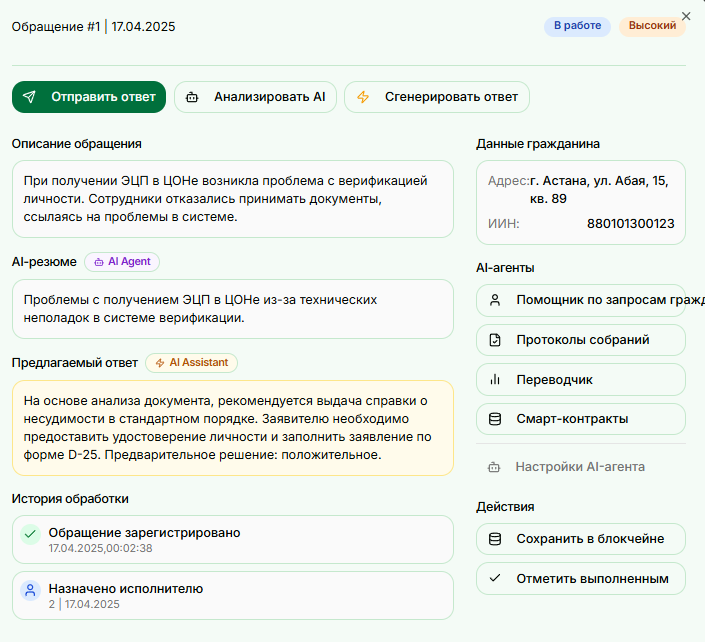 Обращение #1 | 17.04.2025
В работе
Высокий
Отправить ответ
Анализировать AI
Сгенерировать ответ
Описание обращения
При получении ЭЦП в ЦОНе возникла проблема с верификацией
личности. Сотрудники отказались принимать документы,
ссылаясь на проблемы в системе.
AI-резюме
AI Agent
Проблемы с получением ЭЦП в ЦОНе из-за технических
неполадок в системе верификации.
Предлагаемый ответ
AI Assistant
На основе анализа документа, рекомендуется выдача справки о
несудимости в стандартном порядке. Заявителю необходимо
предоставить удостоверение личности и заполнить заявление по
форме D-25. Предварительное решение: положительное.
История обработки
Обращение зарегистрировано
17.04.2025,00:02:38
Назначено исполнителю
2 | 17.04.2025
Данные гражданина
Адрес:г. Астана, ул. Абая, 15,
кв. 89
ИИН: 880101300123
AI-агенты
Помощник по запросам гражд
Протоколы собраний
Переводчик
Смарт-контракты
Настройки AI-агента
Действия
Сохранить в блокчейне
Отметить выполненным